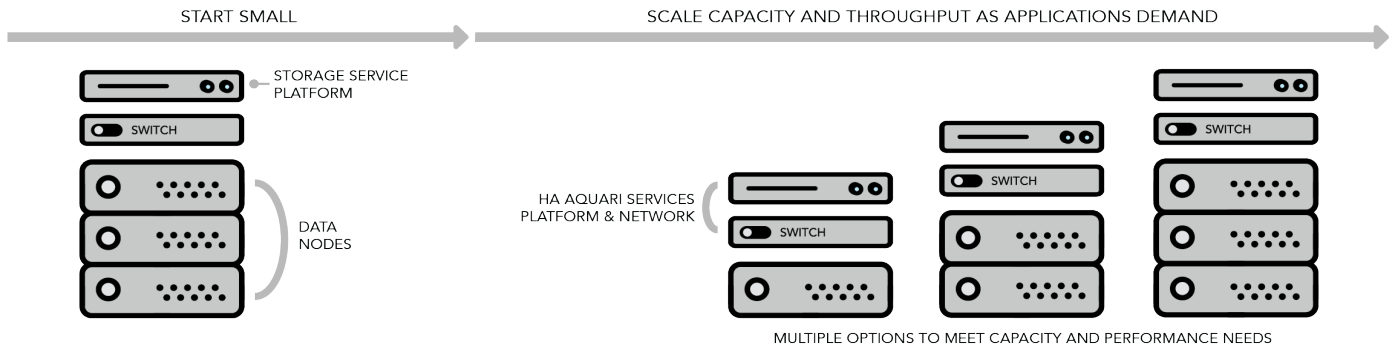 START SMALL
SCALE CAPACITY AND THROUGHPUT AS APPLICATIONS DEMAND
STORAGE SERVICE
PLATFORM
SWITCH
DATA
NODES
HA AQUARI SERVICES
PLATFORM & NETWORK
SWITCH
SWITCH
SWITCH
MULTIPLE OPTIONS TO MEET CAPACITY AND PERFORMANCE NEEDS